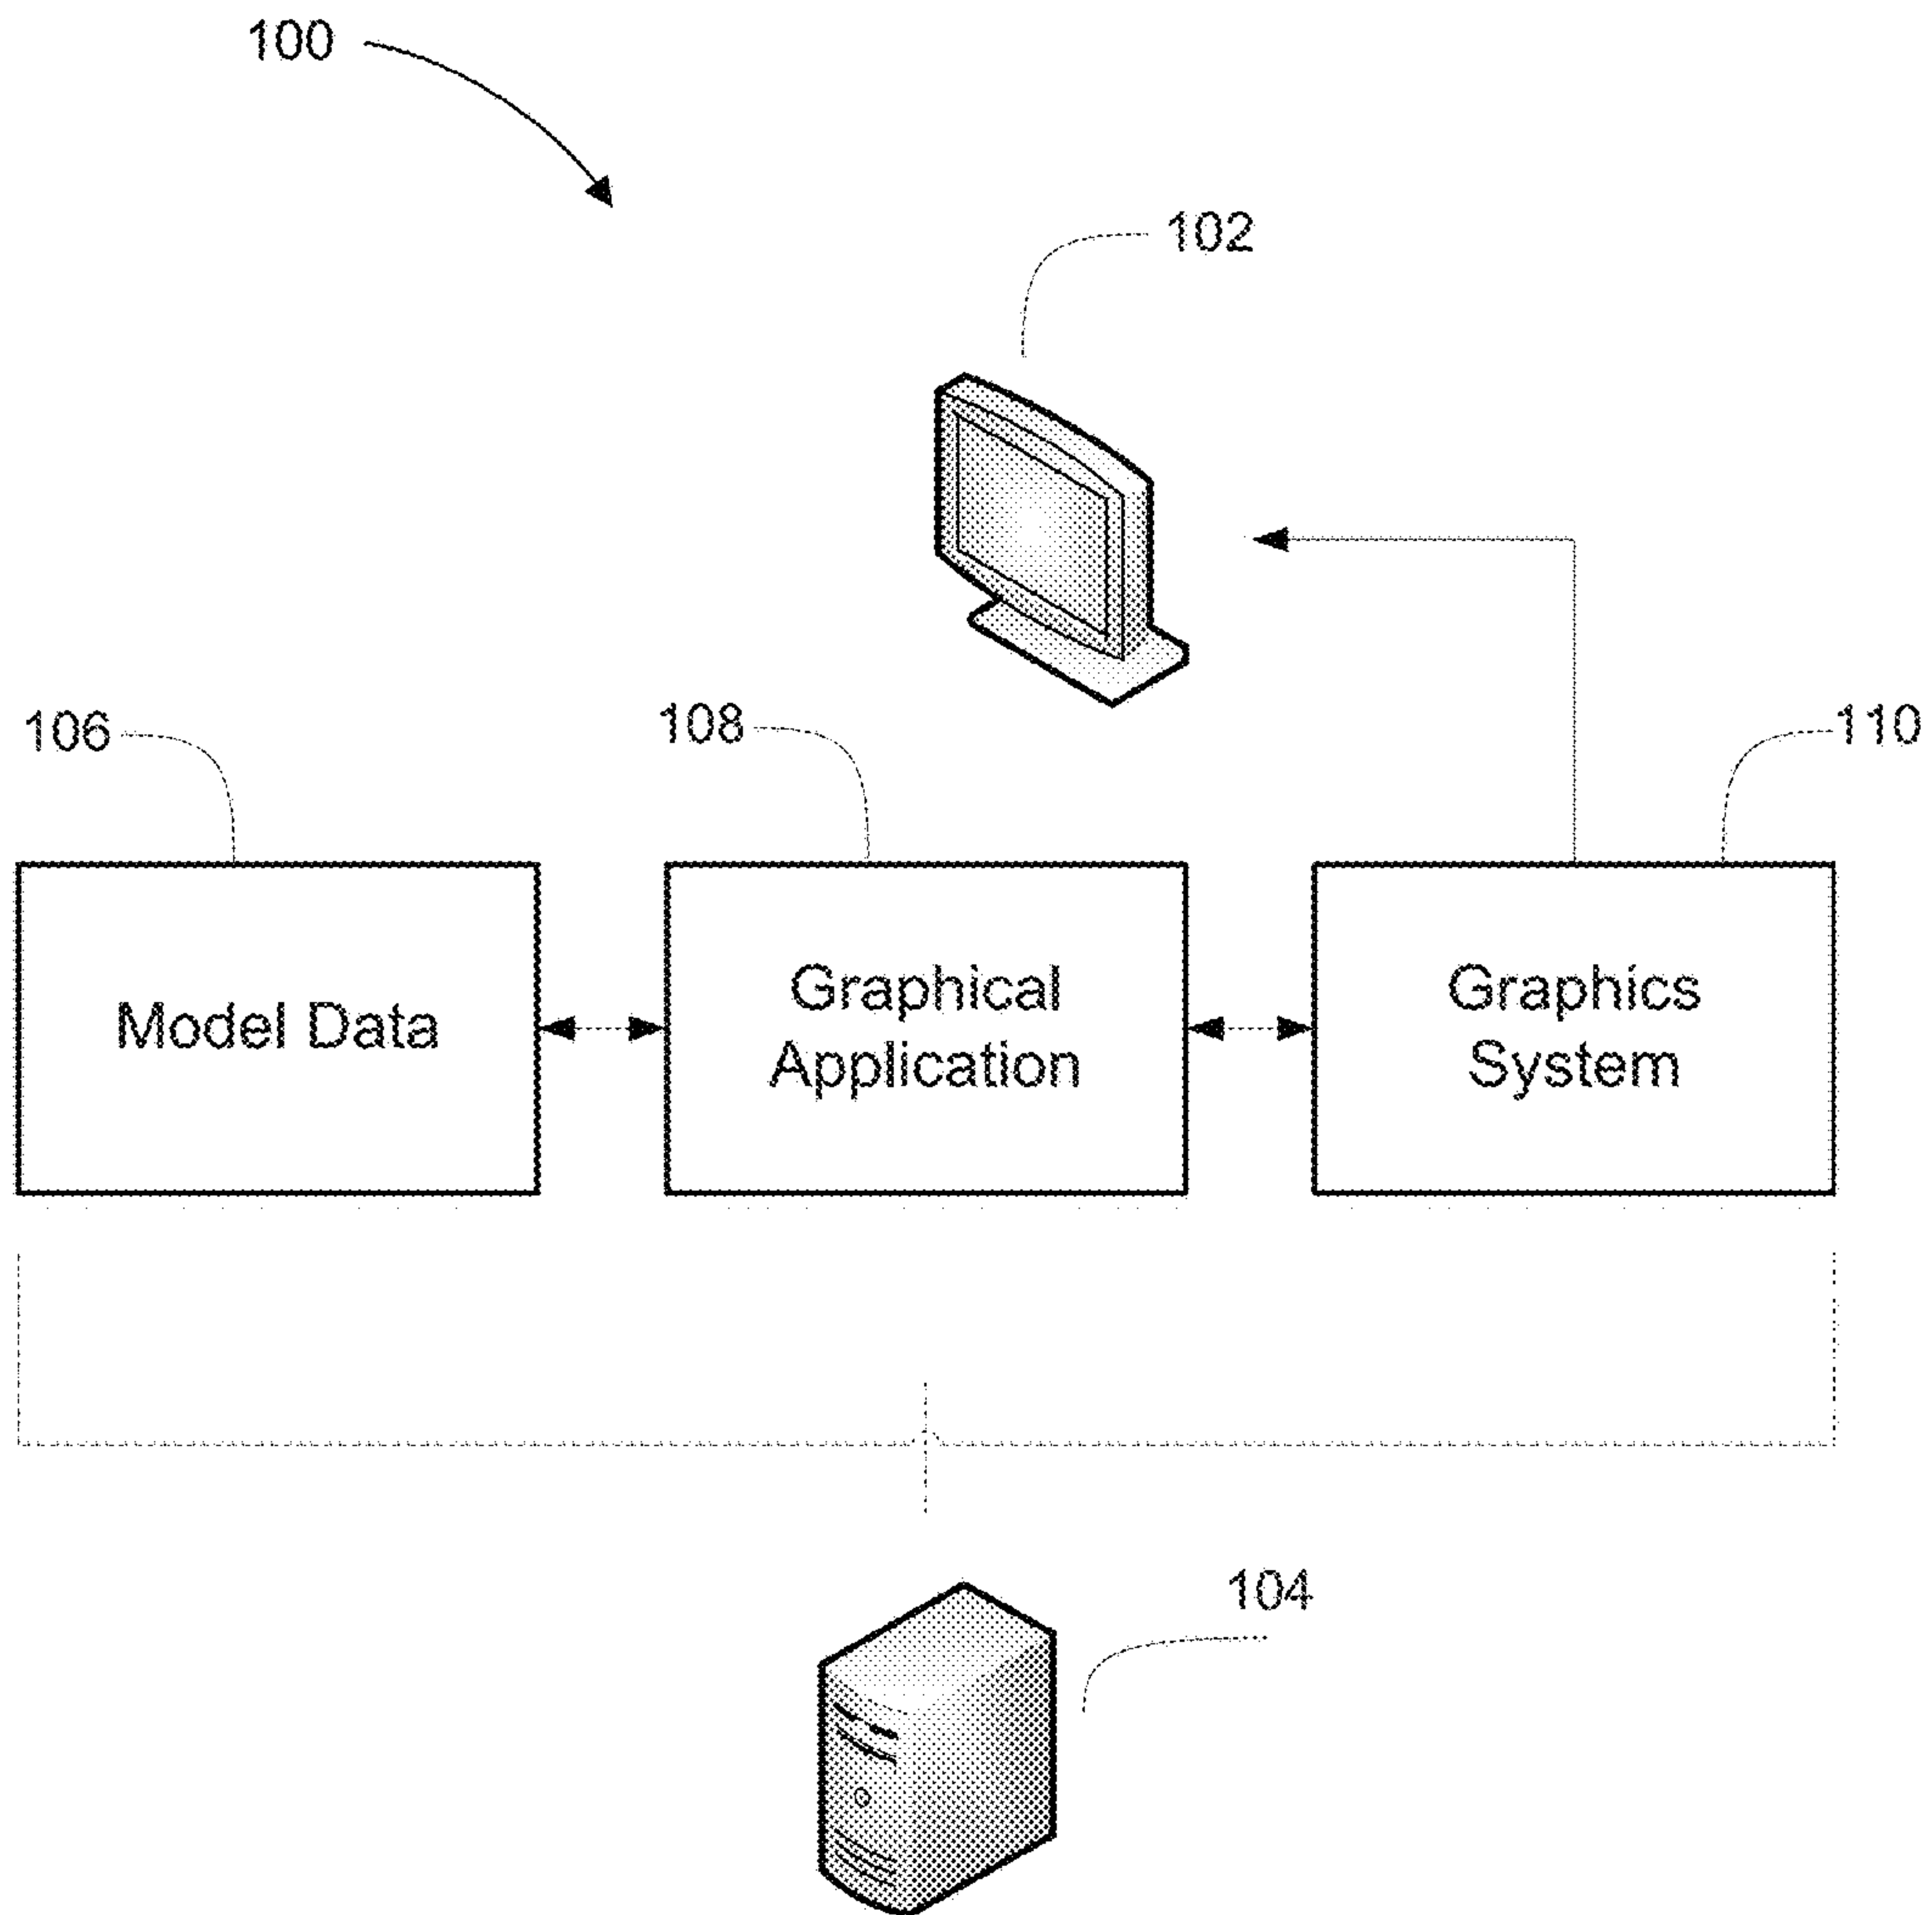 100
102
106
108
110
Model Data
Graphical
Application
Graphics
System
104